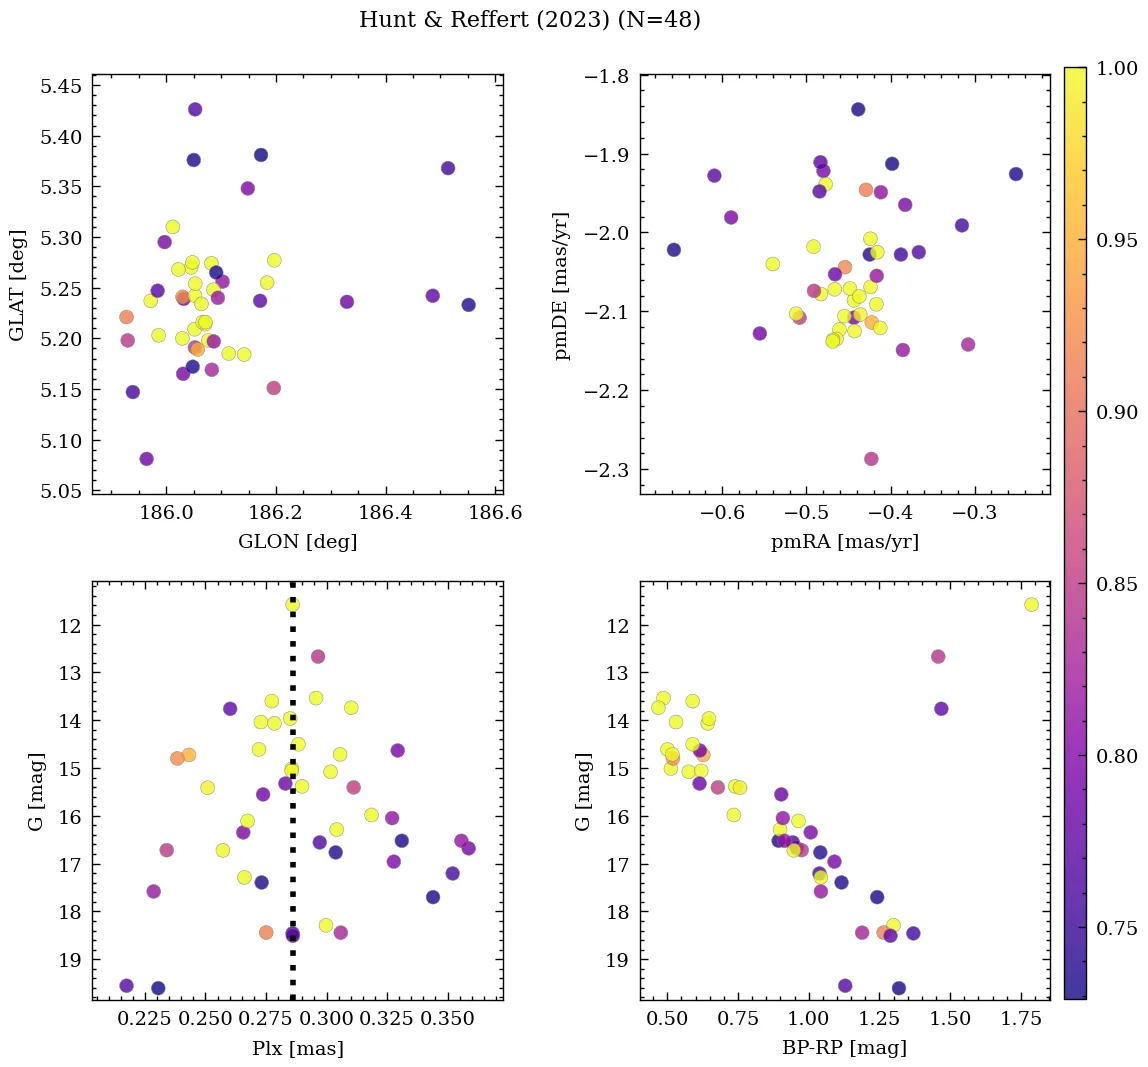 Hunt & Reffert (2023) (N=48)
5.45
5.40
5.35
5.30
5.25
5.20
5.15
5.10
5.05
GLAT [deg]
186.0 186.2 186.4 186.6
GLON [deg]
−1.8
−1.9
−2.0
−2.1
−2.2
−2.3
pmDE [mas/yr]
−0.6 −0.5 −0.4 −0.3
pmRA [mas/yr]
1.00
0.95
0.90
0.85
0.80
0.75
12
13
14
15
16
17
18
19
G [mag]
0.225 0.250 0.275 0.300 0.325 0.350
Plx [mas]
12
13
14
15
16
17
18
19
G [mag]
0.50 0.75 1.00 1.25 1.50 1.75
BP-RP [mag]